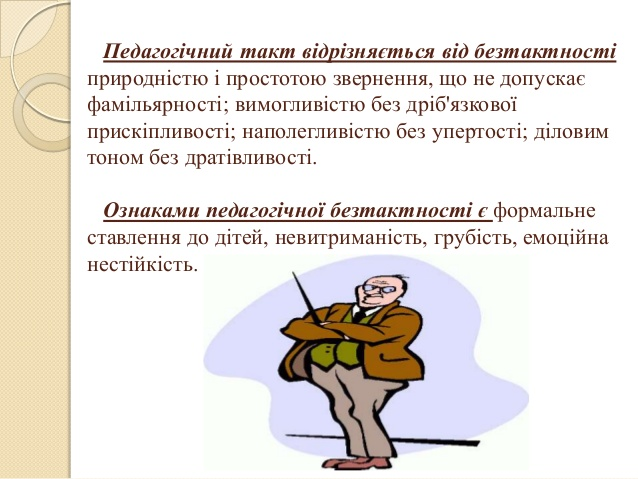 Педагогічний такт відрізняється від безтактності
природністю і простотою звернення, що не допускає
фамільярності; вимогливістю без дріб'язкової
прискіпливості; наполегливістю без упертості; діловим
тоном без дратівливості.
Ознаками педагогічної безтактності є формальне
ставлення до дітей, невитриманість, грубість, емоційна
нестійкість.